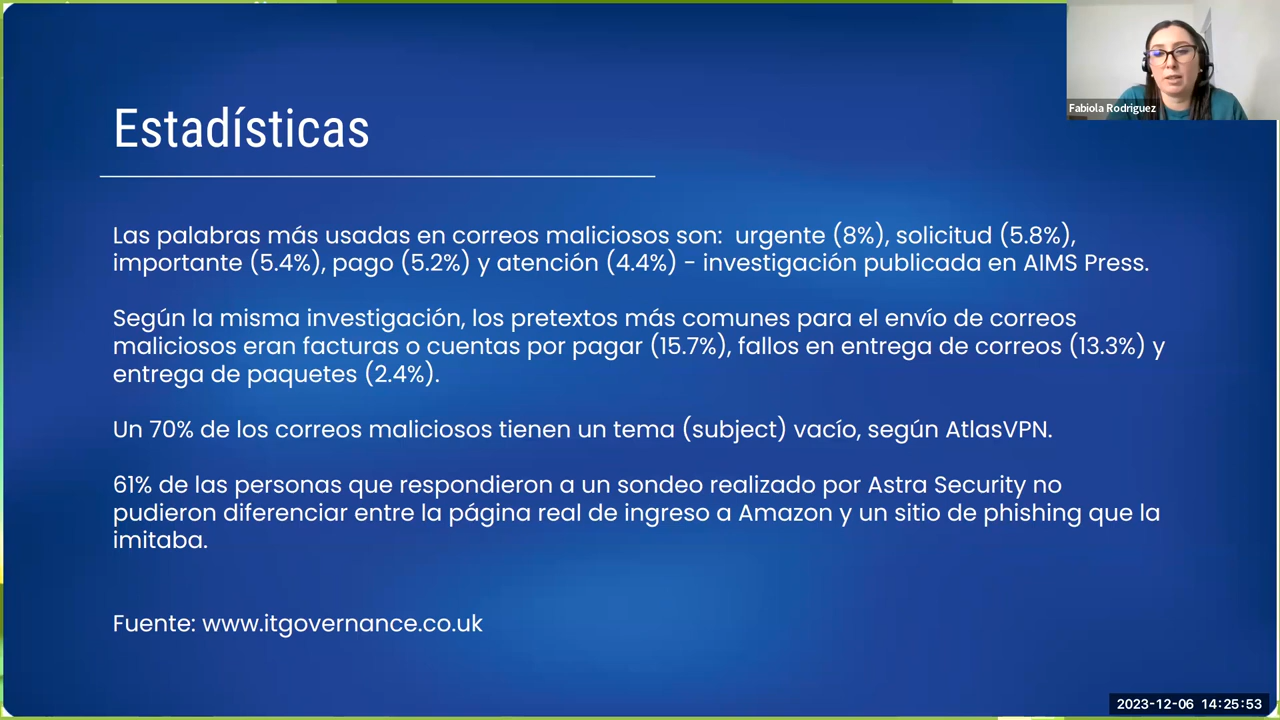 Estadísticas
Fabiola Rodriguez
Las palabras más usadas en correos maliciosos son:  urgente (8%), solicitud (5.8%),
importante (5.4%), pago (5.2%) y atención (4.4%) - investigación publicada en AIMS Press.
Según la misma investigación, los pretextos más comunes para el envío de correos
maliciosos eran facturas o cuentas por pagar (15.7%), fallos en entrega de correos (13.3%) y
entrega de paquetes (2.4%).
Un 70% de los correos maliciosos tienen un tema (subject) vacío, según AtlasVPN.
61% de las personas que respondieron a un sondeo realizado por Astra Security no
pudieron diferenciar entre la página real de ingreso a Amazon y un sitio de phishing que la
imitaba.
Fuente: www.itgovernance.co.uk
2023-12-06 14:25:53